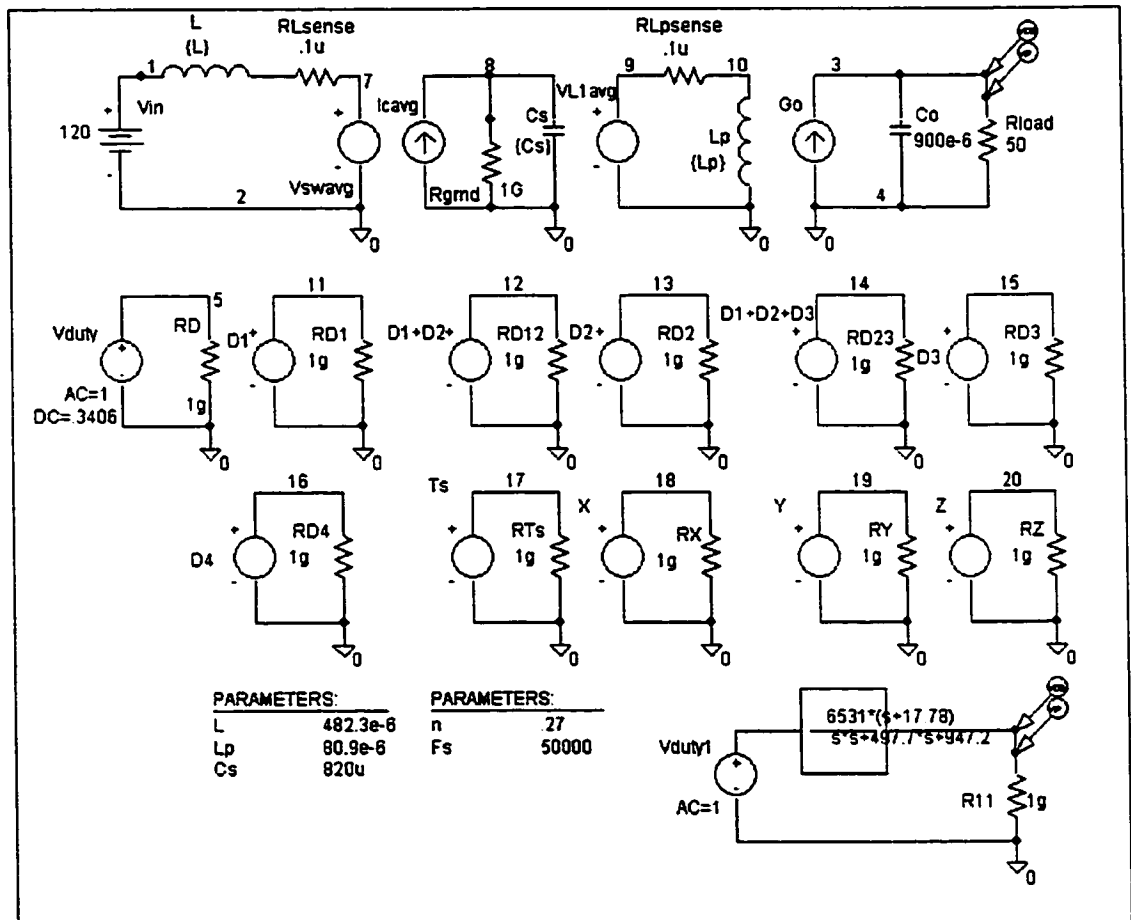 L
{L}
RLsense
.1u
1
7
Vin
120
2
Vswavg
Icavg
8
Cs
{Cs}
Rgrnd
1G
0
0
RLpsense
.1u
9
10
VL1avg
Lp
{Lp}
0
Go
3
Co
900e-6
Rload
50
4
0
Vduty
5
RD
1g
AC=1
DC=.3406
0
11
D1
RD1
1g
0
12
D1+D2
RD12
1g
0
13
D2
RD2
1g
0
14
D1+D2+D3
RD23
1g
0
15
D3
RD3
1g
0
16
D4
RD4
1g
0
Ts
17
RTs
1g
0
X
18
RX
1g
0
Y
19
RY
1g
0
Z
20
RZ
1g
0
PARAMETERS:
L 482.3e-6
Lp 80.9e-6
Cs 820u
PARAMETERS:
n .27
Fs 50000
Vduty1
AC=1
6531*(s+17.78)
s*s+497.7*s+947.2
R11
1g
0